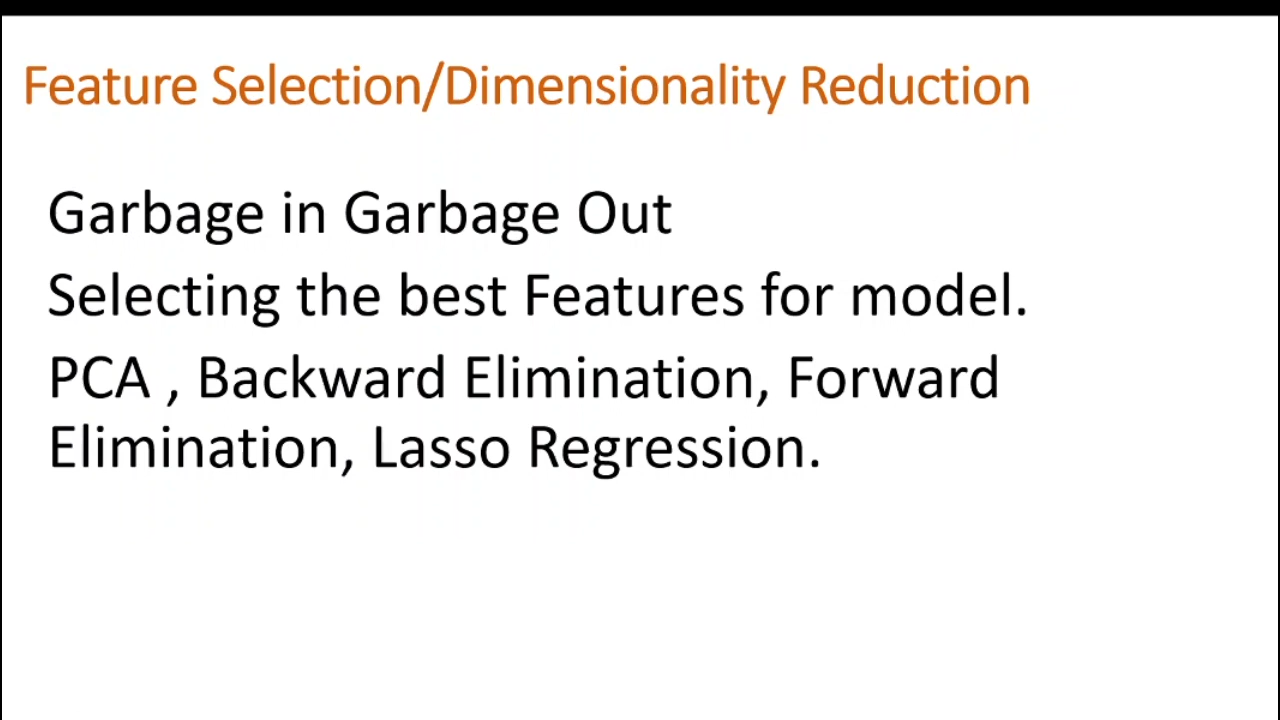 Feature Selection/Dimensionality Reduction
Garbage in Garbage Out
Selecting the best Features for model.
PCA , Backward Elimination, Forward
Elimination, Lasso Regression.